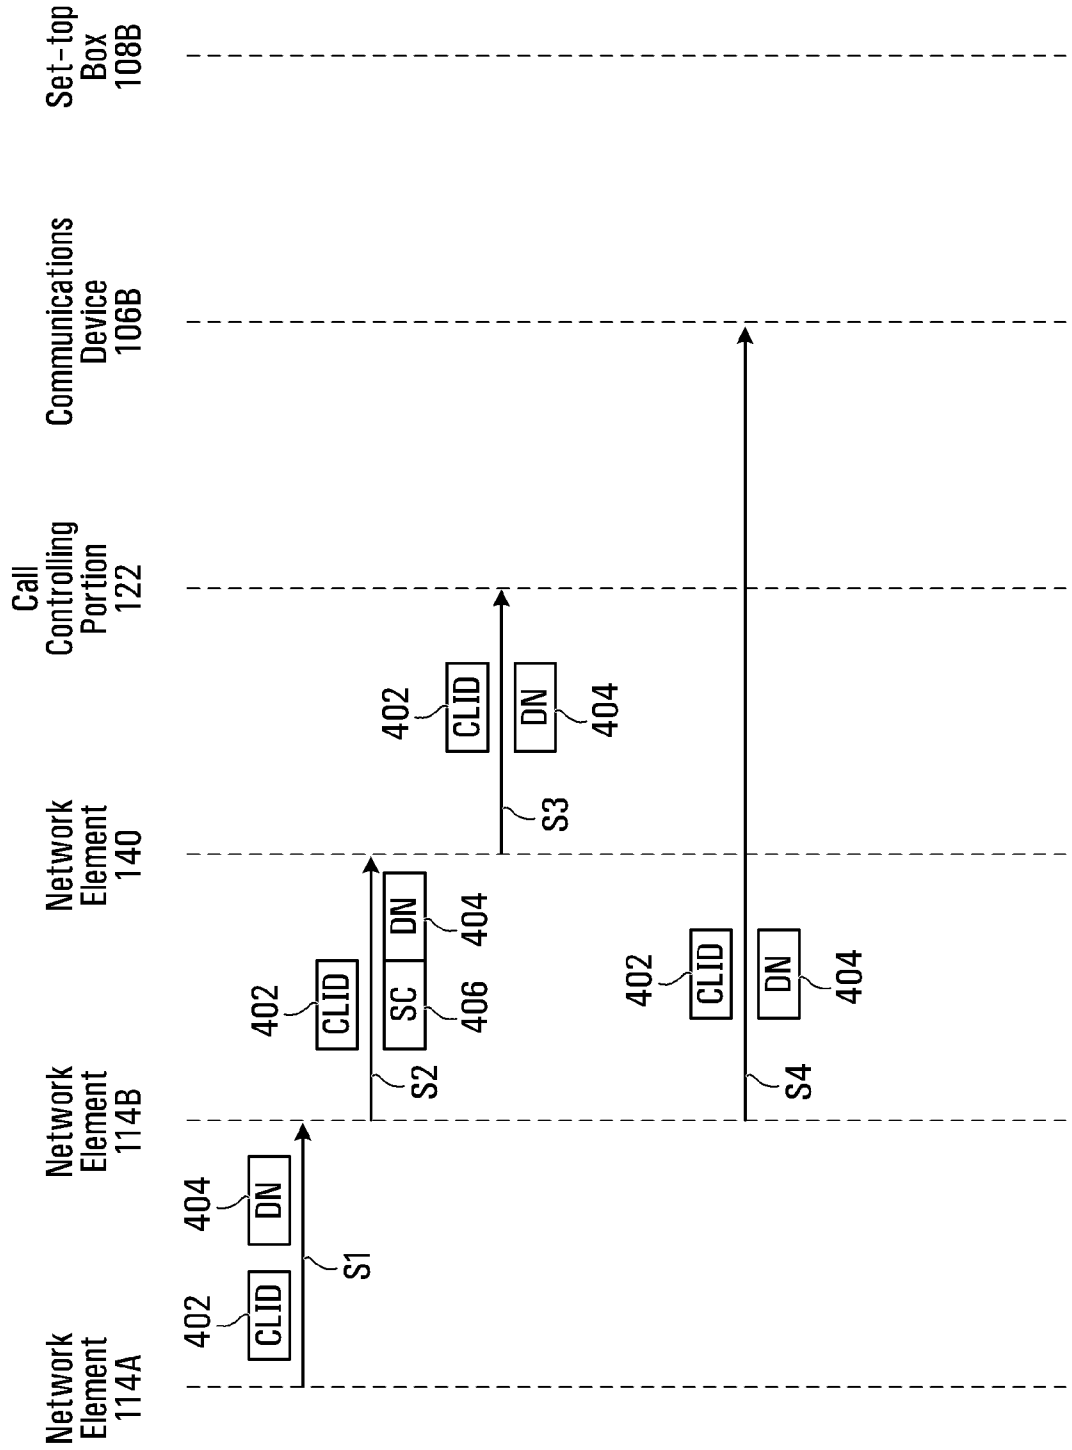 Network
Element
114A
Network
Element
114B
Network
Element
140
Call
Controlling
Portion
122
Communications
Device
106B
Set-top
Box
108B
402
404
CLID
DN
S1
402
CLID
SC
DN
406
404
S2
402
CLID
DN
404
S3
402
CLID
DN
404
S4